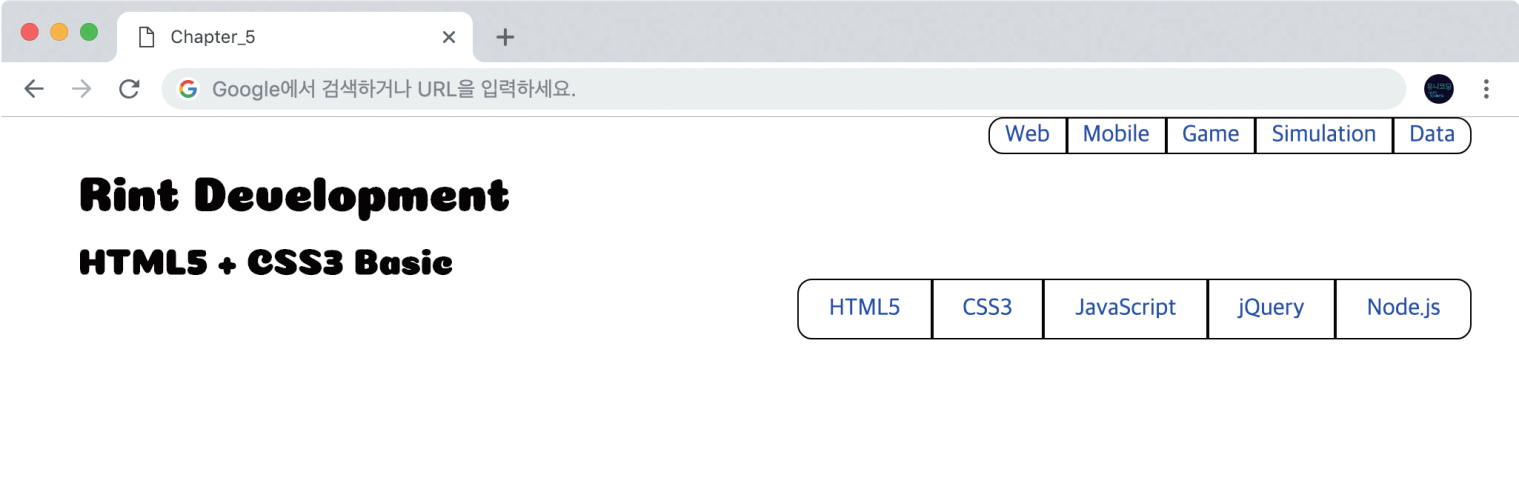 Chapter_5
Google에서 검색하거나 URL을 입력하세요.
Web Mobile Game Simulation Data
Rint Development
HTML5 + CSS3 Basic
HTML5 CSS3 JavaScript jQuery Node.js